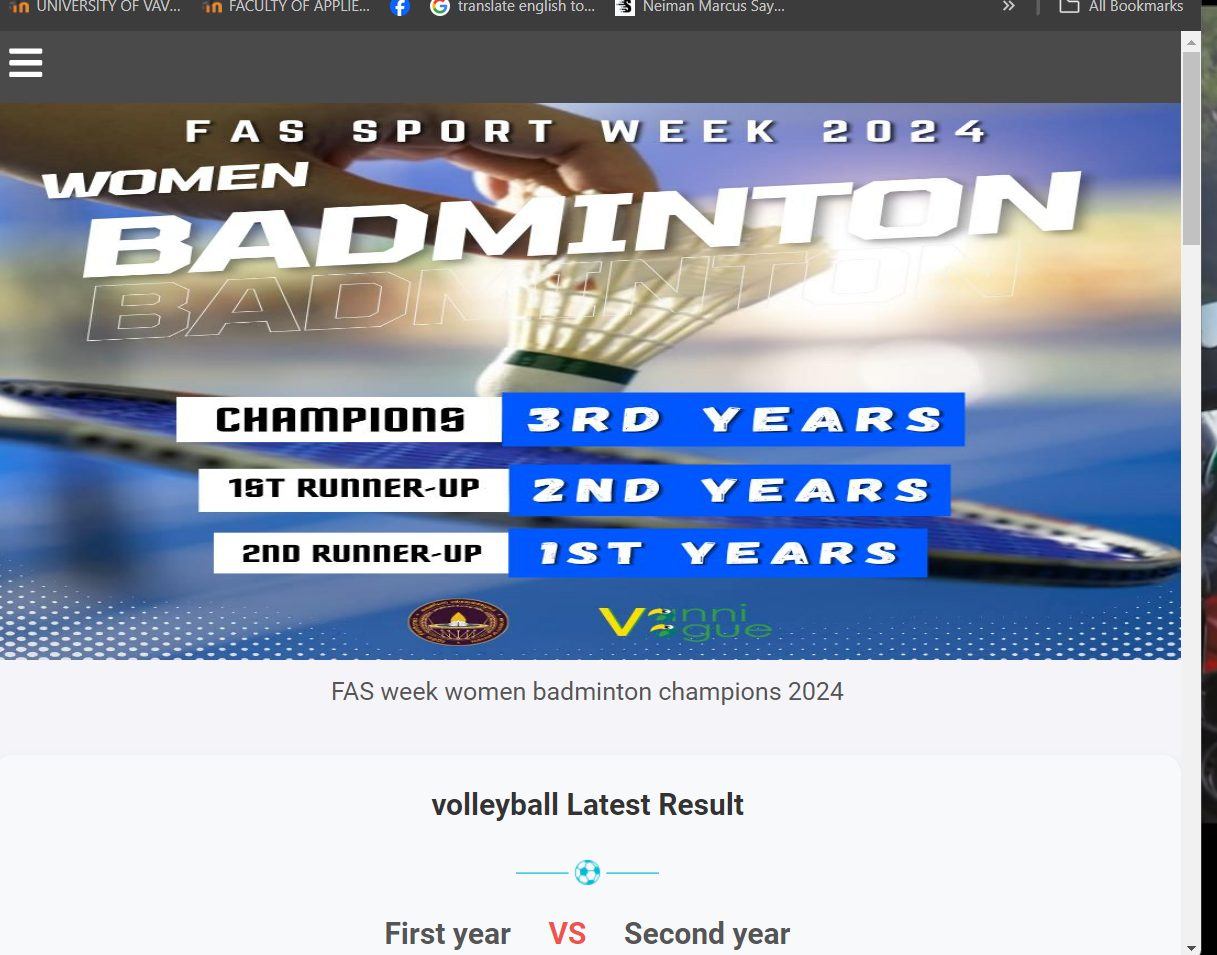 UNIVERSITY OF VAV... FACULTY OF APPLIE... translate english to... Neiman Marcus Say... » All Bookmarks
FAS SPORT WEEK 2024
WOMEN
BADMINTON
BADMINTON
CHAMPIONS 3RD YEARS
1ST RUNNER-UP 2ND YEARS
2ND RUNNER-UP 1ST YEARS
Vanni
Vogue
FAS week women badminton champions 2024
volleyball Latest Result
First year VS Second year